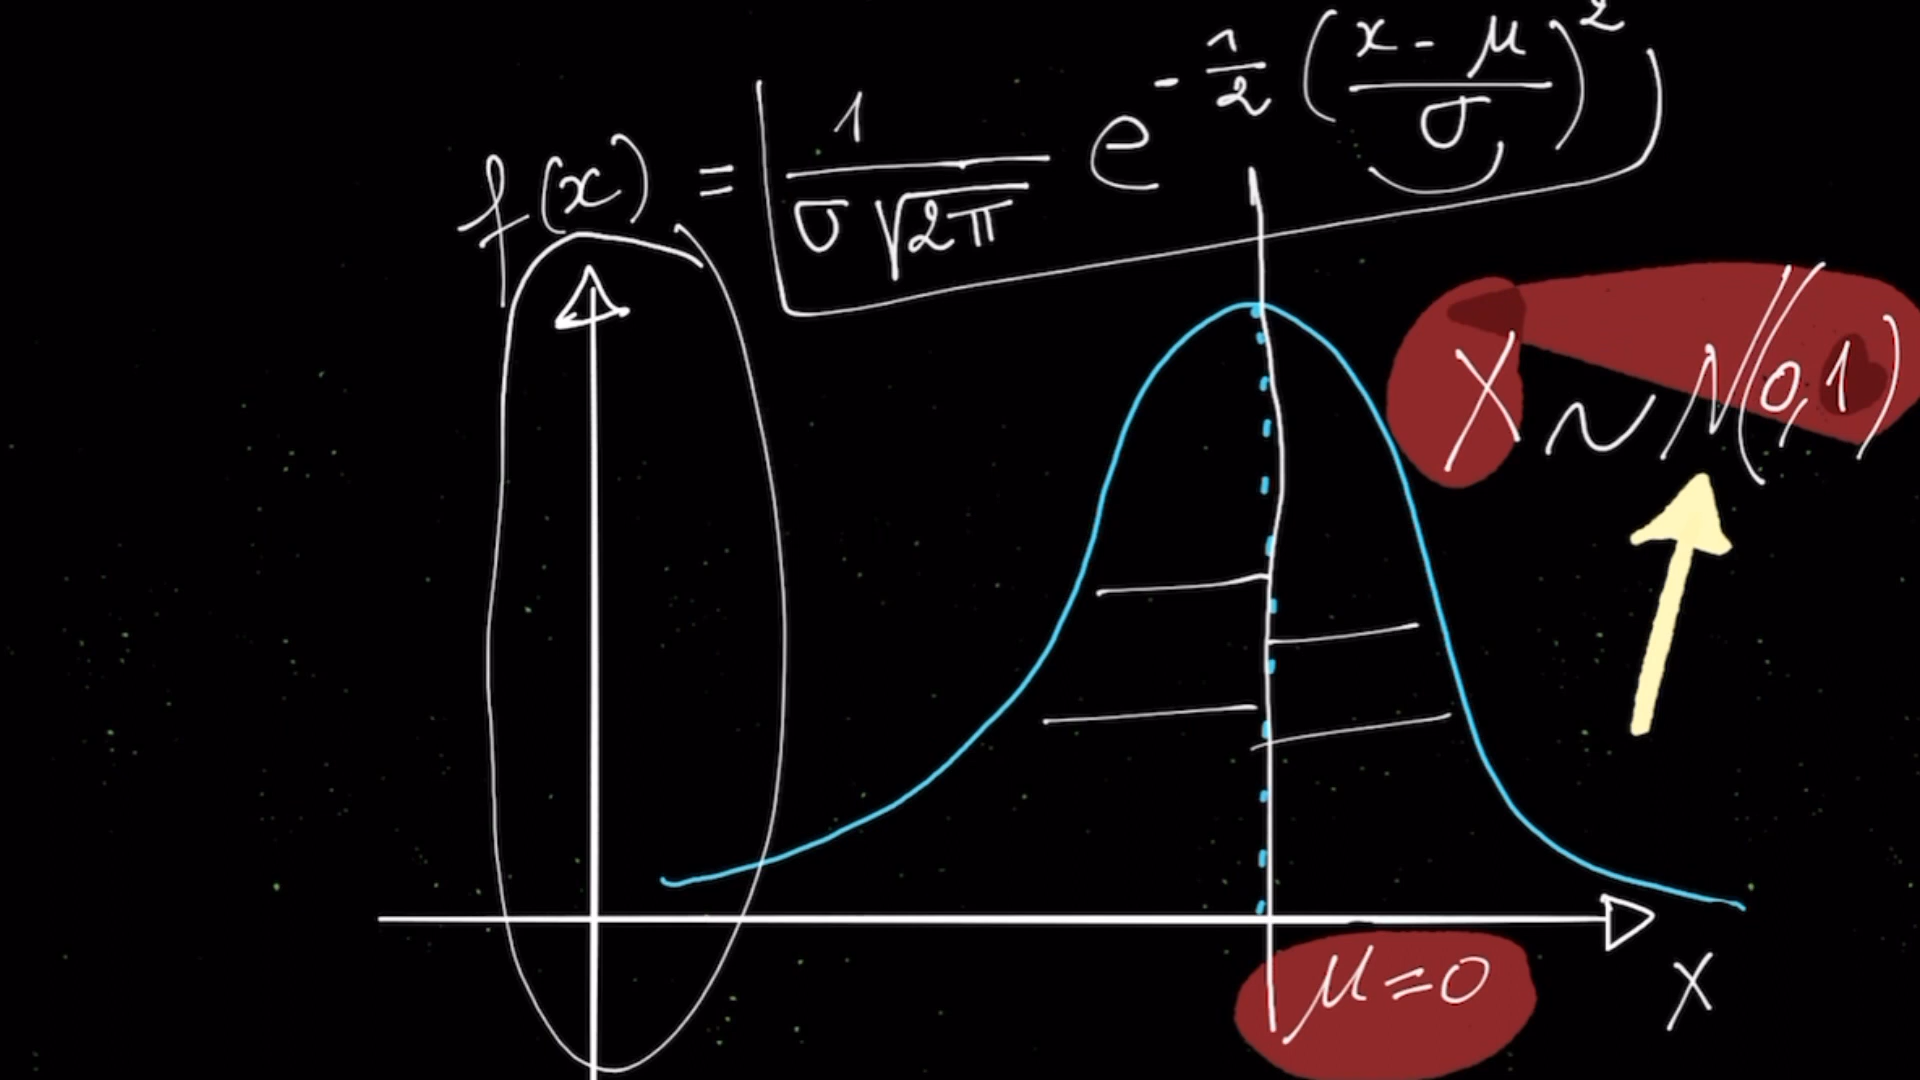 f(x) = 1/(σ√2π) e^(-1/2 ((x-μ)/σ)²)
X ~ N(0,1)
μ=0
X